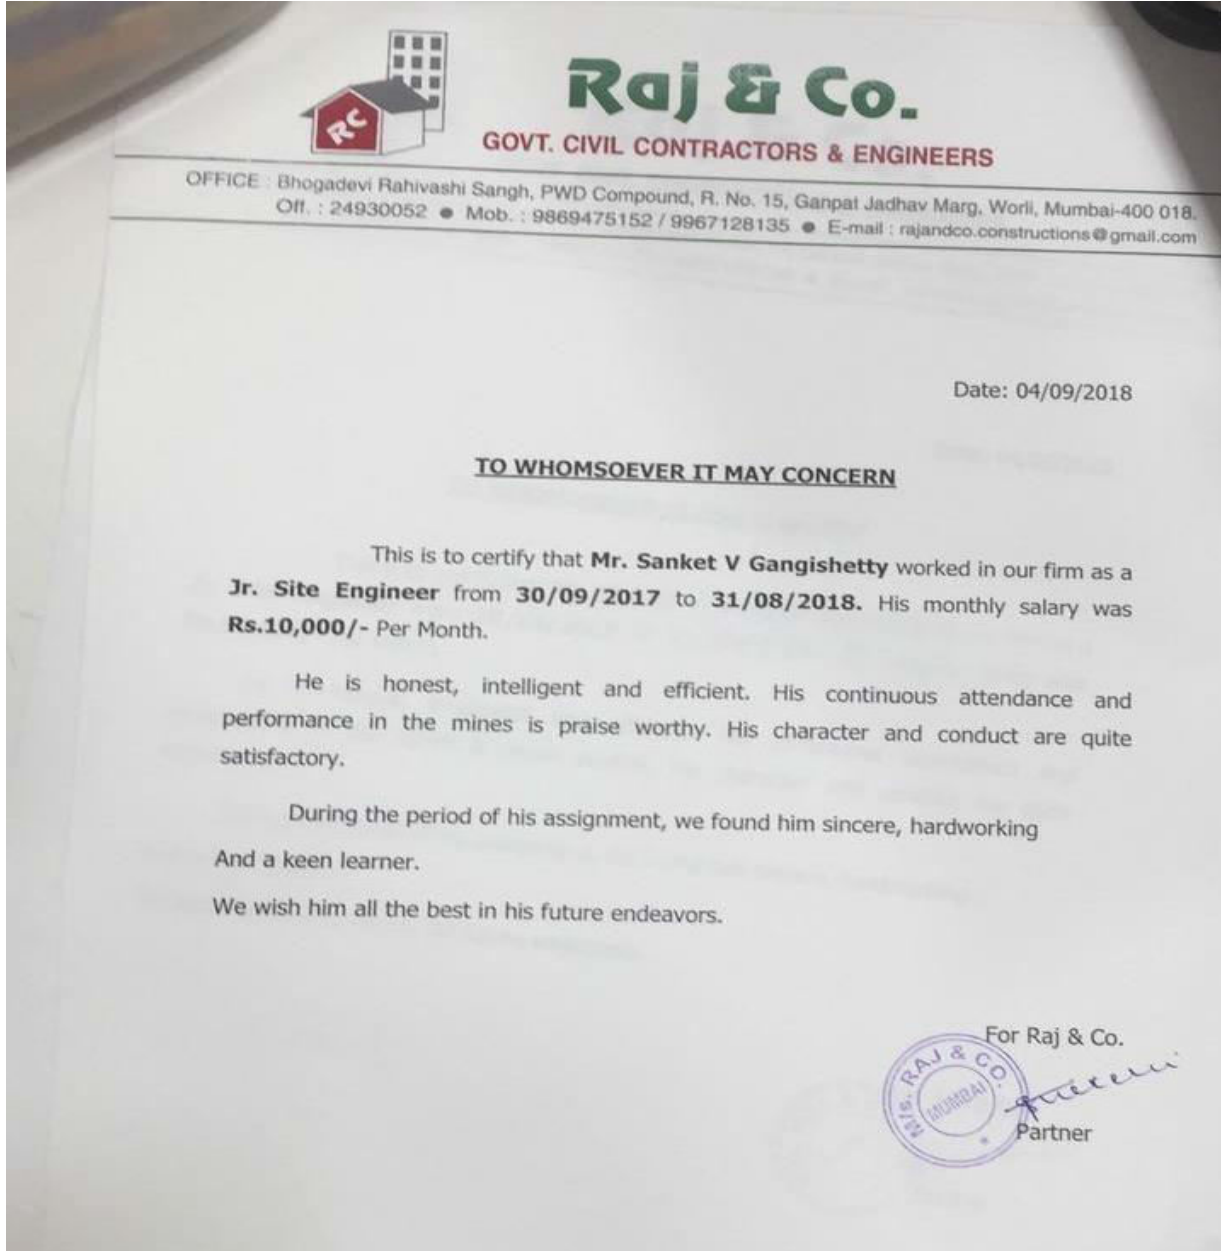 RC
Raj & Co.
GOVT. CIVIL CONTRACTORS & ENGINEERS
OFFICE : Bhogadevi Rahivashi Sangh, PWD Compound, R. No. 15, Ganpat Jadhav Marg, Worli, Mumbai-400 018.
Off. : 24930052 ● Mob. : 9869475152 / 9967128135 ● E-mail : rajandco.constructions@gmail.com
Date: 04/09/2018
TO WHOMSOEVER IT MAY CONCERN
This is to certify that Mr. Sanket V Gangishetty worked in our firm as a
Jr. Site Engineer from 30/09/2017 to 31/08/2018. His monthly salary was
Rs.10,000/- Per Month.
He is honest, intelligent and efficient. His continuous attendance and
performance in the mines is praise worthy. His character and conduct are quite
satisfactory.
During the period of his assignment, we found him sincere, hardworking
And a keen learner.
We wish him all the best in his future endeavors.
For Raj & Co.
M/s. RAJ & CO.
MUMBAI
Partner